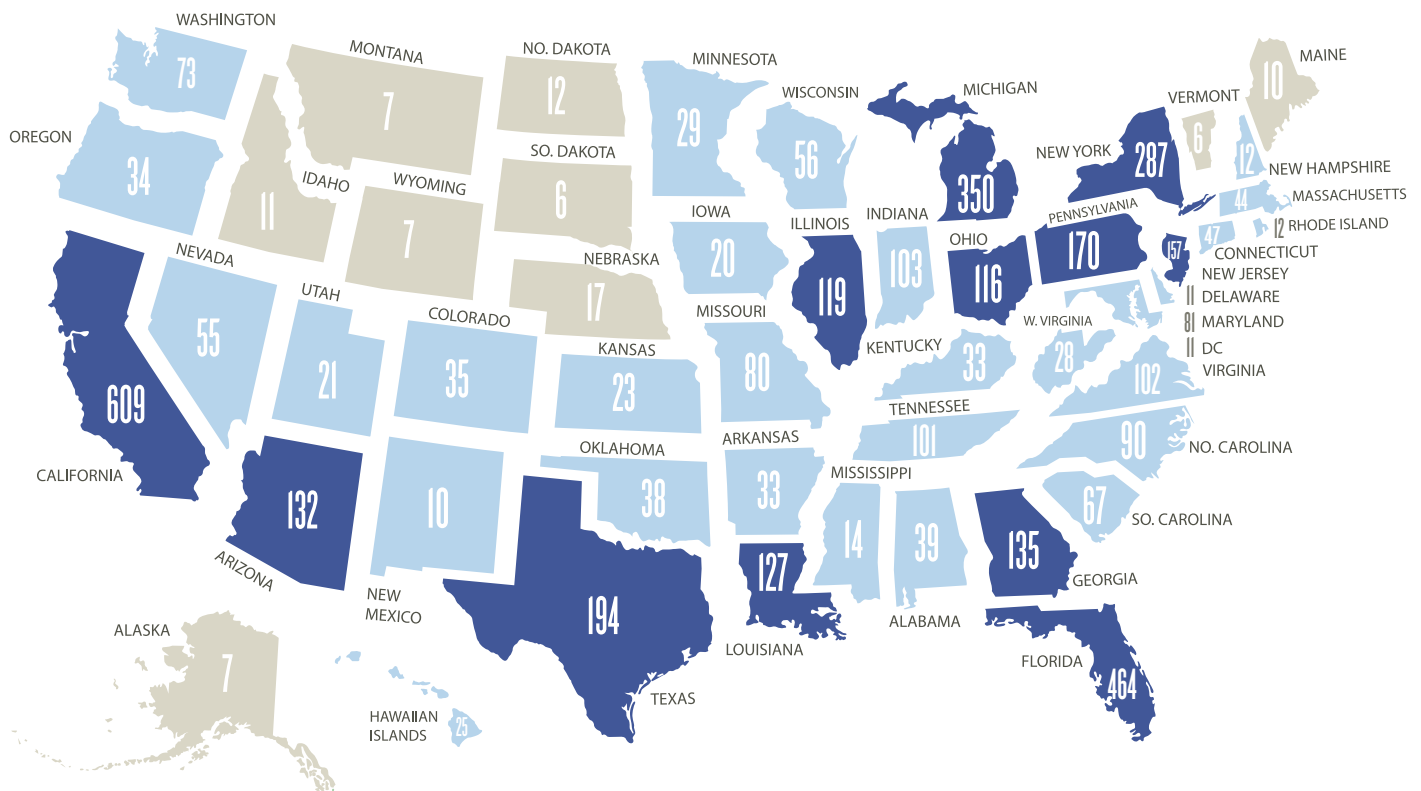 WASHINGTON
73
MONTANA
7
NO. DAKOTA
12
MINNESOTA
29
WISCONSIN
56
MICHIGAN
350
MAINE
10
VERMONT
6
OREGON
34
IDAHO
11
WYOMING
7
SO. DAKOTA
6
NEW YORK
287
12
NEW HAMPSHIRE
44
MASSACHUSETTS
12 RHODE ISLAND
47
CONNECTICUT
IOWA
20
ILLINOIS
119
INDIANA
103
OHIO
116
PENNSYLVANIA
170
157
NEW JERSEY
11 DELAWARE
81 MARYLAND
11 DC
VIRGINIA
102
NEVADA
55
UTAH
21
COLORADO
35
NEBRASKA
17
KANSAS
23
MISSOURI
80
KENTUCKY
33
W. VIRGINIA
28
CALIFORNIA
609
TENNESSEE
101
NO. CAROLINA
90
ARIZONA
132
NEW
MEXICO
10
OKLAHOMA
38
ARKANSAS
33
MISSISSIPPI
14
ALABAMA
39
SO. CAROLINA
67
GEORGIA
135
TEXAS
194
LOUISIANA
127
FLORIDA
464
ALASKA
7
HAWAIIAN
ISLANDS
25